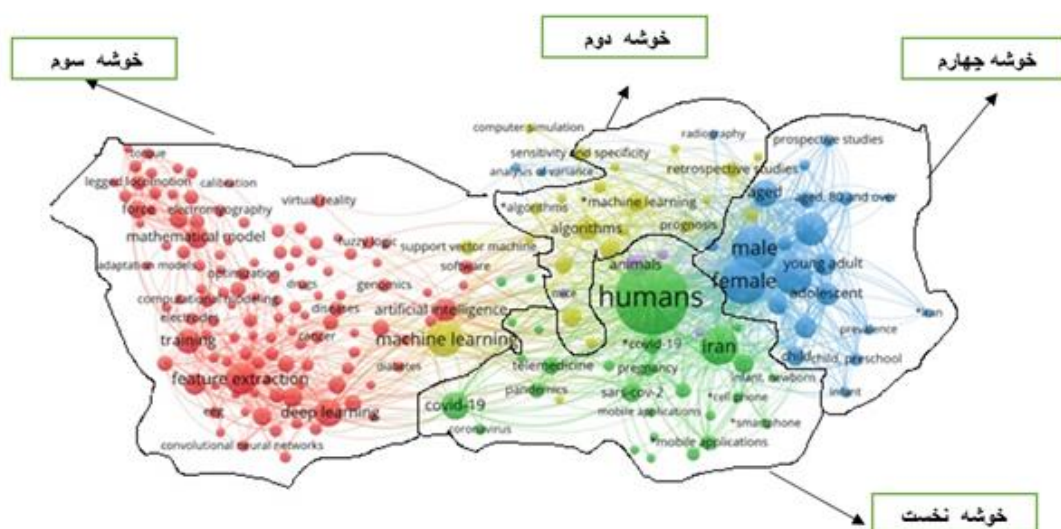 خوشه دوم
خوشه سوم
خوشه چهارم
computer simulation
radiography
prospective studies
tongue
sensitivity and specificity
retrospective studies
legged locomotion
calibration
analysis of variance
aged
aged, 80 and over
virtual reality
*algorithms
*machine learning
force
electromyography
algorithms
prognosis
mathematical model
fuzzy logic
support vector machine
male
young adult
adaptation models
optimization
software
animals
female
drugs
genomics
humans
adolescent
computational modelling
diseases
artificial intelligence
mice
*iran
electrodes
training
cancer
machine learning
*covid-19
iran
prevalence
child
child, preschool
diabetes
telemedicine
pregnancy
infant, newborn
feature extraction
pandemics
sars-cov-2
*cell phone
infant
ecg
deep learning
covid-19
mobile applications
*smartphone
coronavirus
convolutional neural networks
*mobile applications
خوشه نخست